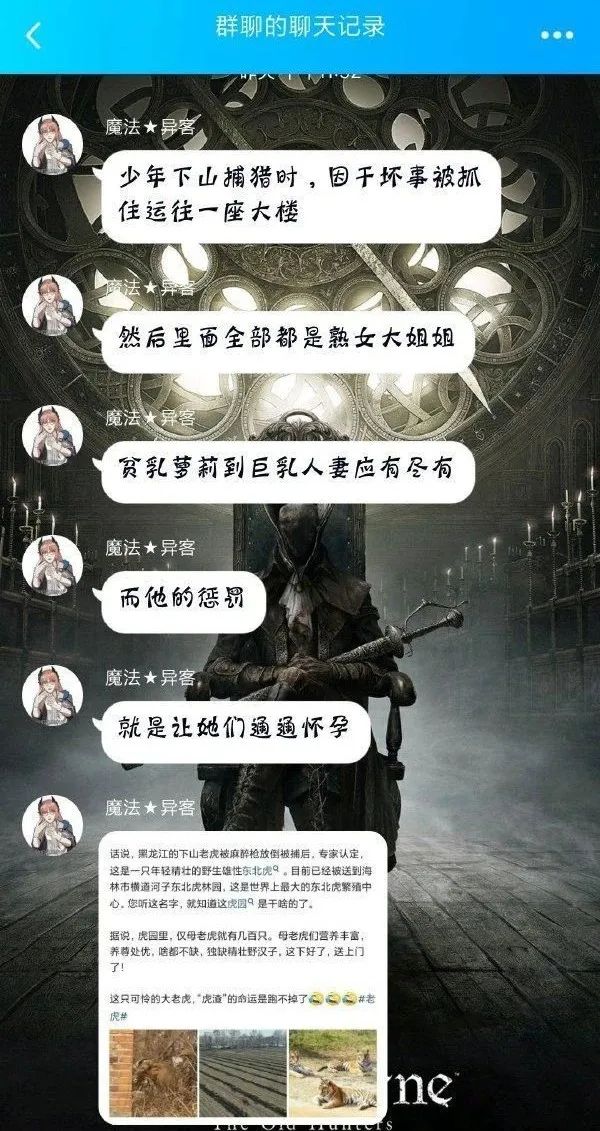 群聊的聊天记录
魔法★异客
少年下山捕猎时，因干坏事被抓
住运往一座大楼
魔法★异客
然后里面全部都是熟女大姐姐
魔法★异客
贫乳萝莉到巨乳人妻应有尽有
魔法★异客
而他的惩罚
魔法★异客
就是让她们通通怀孕
魔法★异客
话说，黑龙江的下山老虎被麻醉枪放倒被捕后，专家认定，
这是一只年轻精壮的野生雄性东北虎。目前已经被送到海
林市横道河子东北虎林园，这是世界上最大的东北虎繁殖中
心。您听这名字，就知道这虎园是干啥的了。
据说，虎园里，仅母老虎就有几百只。母老虎们营养丰富，
养尊处优，啥都不缺，独缺精壮野汉子，这下好了，送上门
了！
这只可怜的大老虎，“虎渣”的命运是跑不掉了#老
虎#
rne
The Old Hunters